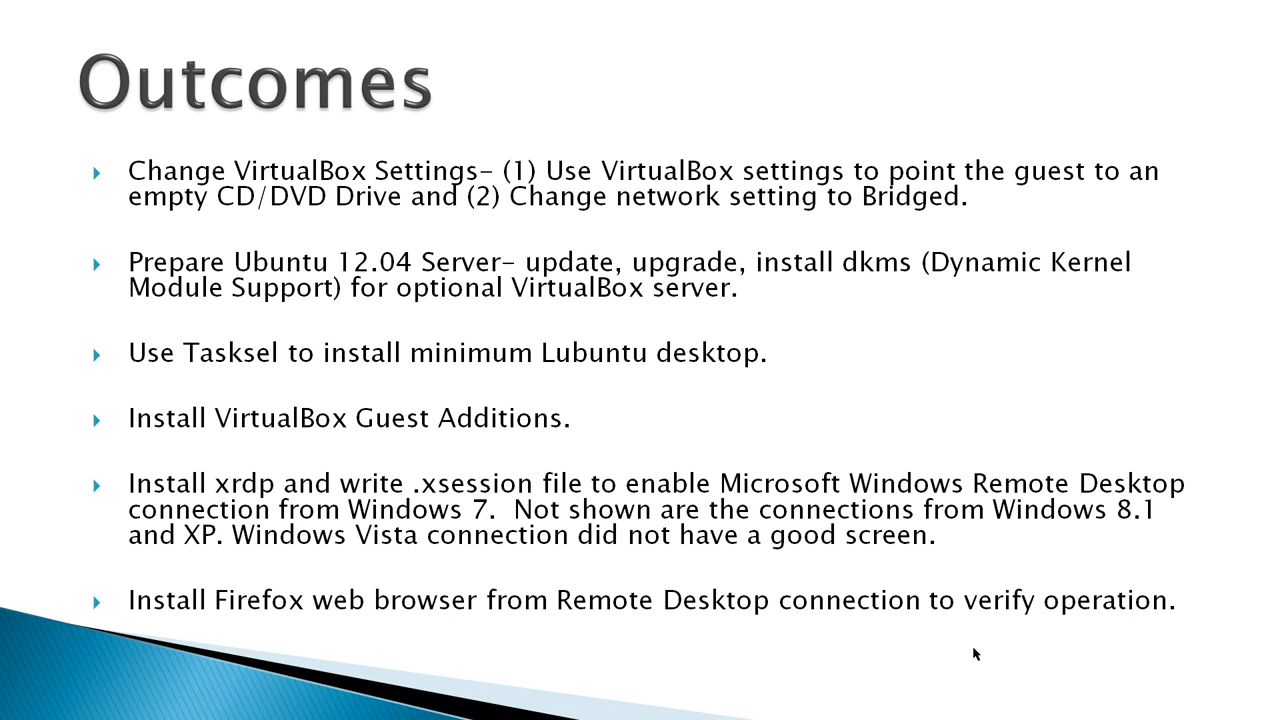 Outcomes
Change VirtualBox Settings– (1) Use VirtualBox settings to point the guest to an
empty CD/DVD Drive and (2) Change network setting to Bridged.
Prepare Ubuntu 12.04 Server– update, upgrade, install dkms (Dynamic Kernel
Module Support) for optional VirtualBox server.
Use Tasksel to install minimum Lubuntu desktop.
Install VirtualBox Guest Additions.
Install xrdp and write .xsession file to enable Microsoft Windows Remote Desktop
connection from Windows 7.  Not shown are the connections from Windows 8.1
and XP. Windows Vista connection did not have a good screen.
Install Firefox web browser from Remote Desktop connection to verify operation.